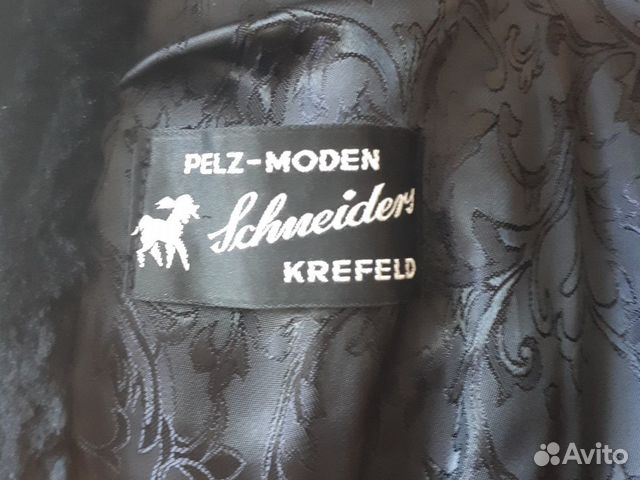 PELZ-MODEN
Schneiders
KREFELD
Avito